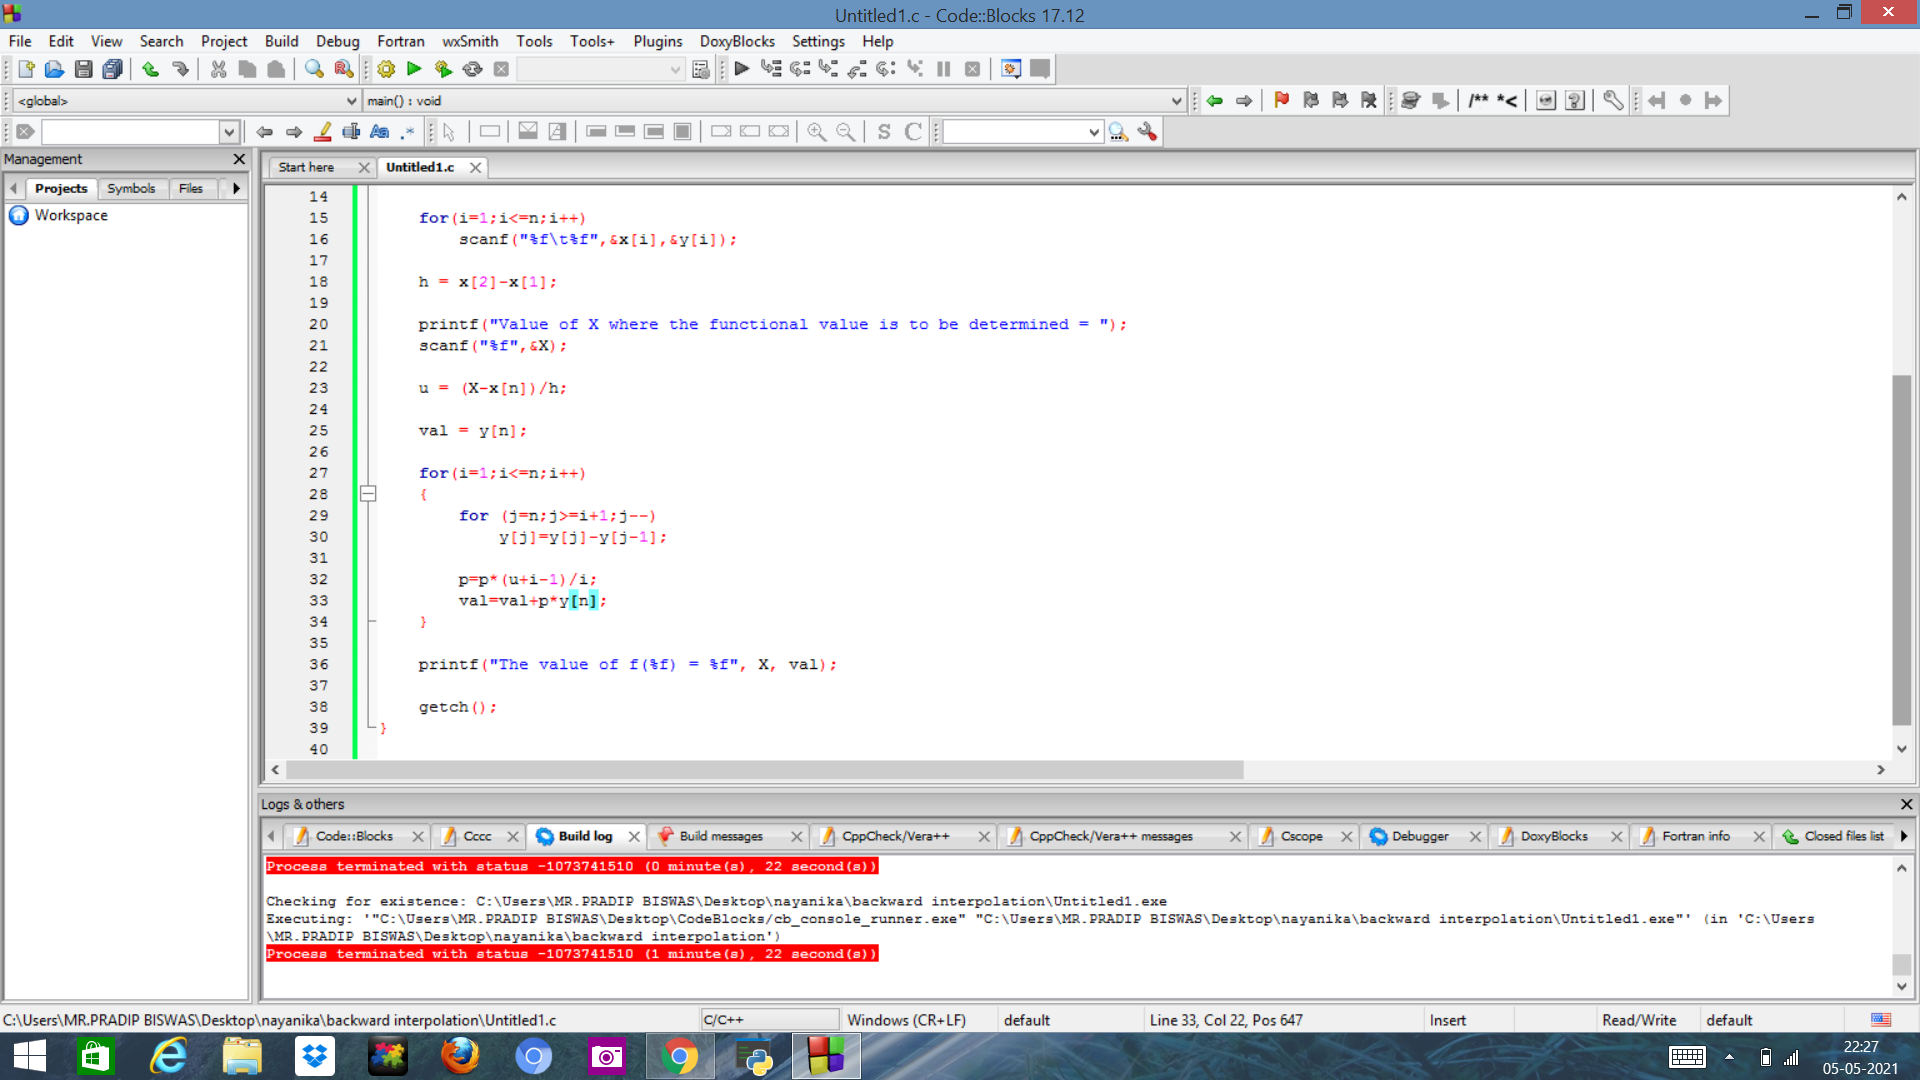 Untitled1.c - Code::Blocks 17.12
File Edit View Search Project Build Debug Fortran wxSmith Tools Tools+ Plugins DoxyBlocks Settings Help
<global> main() : void /** *<
Aa .* S C
Management
Projects Symbols Files
Workspace
Start here Untitled1.c
14
15 for(i=1;i<=n;i++)
16 scanf("%f\t%f",&x[i],&y[i]);
17
18 h = x[2]-x[1];
19
20 printf("Value of X where the functional value is to be determined = ");
21 scanf("%f",&X);
22
23 u = (X-x[n])/h;
24
25 val = y[n];
26
27 for(i=1;i<=n;i++)
28 {
29 for (j=n;j>=i+1;j--)
30 y[j]=y[j]-y[j-1];
31
32 p=p*(u+i-1)/i;
33 val=val+p*y[n];
34 }
35
36 printf("The value of f(%f) = %f", X, val);
37
38 getch();
39 }
40
Logs & others
Code::Blocks Cccc Build log Build messages CppCheck/Vera++ CppCheck/Vera++ messages Cscope Debugger DoxyBlocks Fortran info Closed files list
Process terminated with status -1073741510 (0 minute(s), 22 second(s))
Checking for existence: C:\Users\MR.PRADIP BISWAS\Desktop\nayanika\backward interpolation\Untitled1.exe
Executing: '"C:\Users\MR.PRADIP BISWAS\Desktop\CodeBlocks/cb_console_runner.exe" "C:\Users\MR.PRADIP BISWAS\Desktop\nayanika\backward interpolation\Untitled1.exe"' (in 'C:\Users
\MR.PRADIP BISWAS\Desktop\nayanika\backward interpolation')
Process terminated with status -1073741510 (1 minute(s), 22 second(s))
C:\Users\MR.PRADIP BISWAS\Desktop\nayanika\backward interpolation\Untitled1.c C/C++ Windows (CR+LF) default Line 33, Col 22, Pos 647 Insert Read/Write default
22:27
05-05-2021